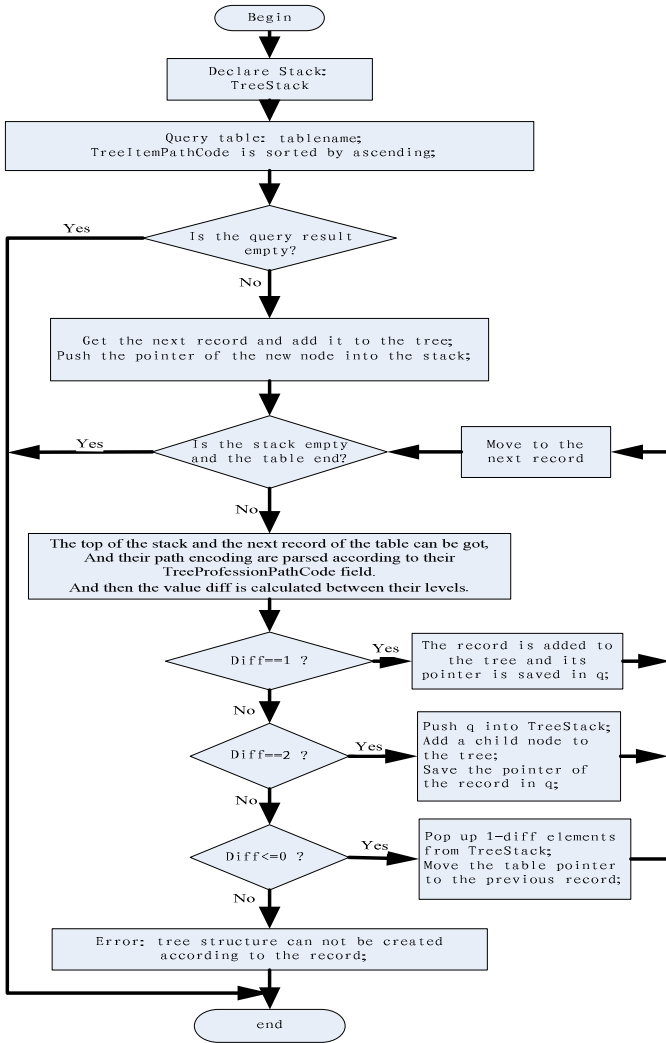 Begin
Declare Stack:
TreeStack
Query table: tablename;
TreeItemPathCode is sorted by ascending;
Yes
Is the query result
empty?
No
Get the next record and add it to the tree;
Push the pointer of the new node into the stack;
Yes
Is the stack empty
and the table end?
Move to the
next record
No
The top of the stack and the next record of the table can be got,
And their path encoding are parsed according to their
TreeProfessionPathCode field.
And then the value diff is calculated between their levels.
Diff==1 ?
Yes
The record is added to
the tree and its
pointer is saved in q;
No
Diff==2 ?
Yes
Push q into TreeStack;
Add a child node to
the tree;
Save the pointer of
the record in q;
No
Diff<=0 ?
Yes
Pop up 1-diff elements
from TreeStack;
Move the table pointer
to the previous record;
No
Error: tree structure can not be created
according to the record;
end